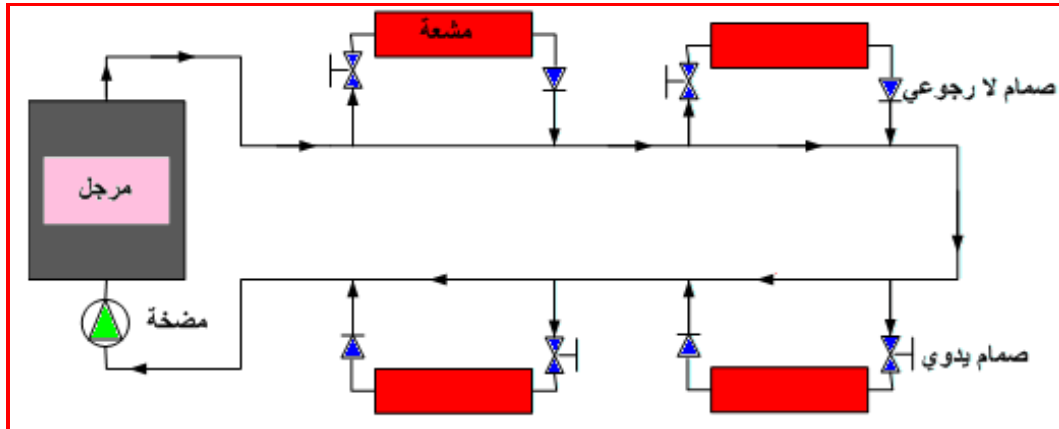 مشعة
صمام لا رجوعي
مرجل
مضخة
صمام يدوي